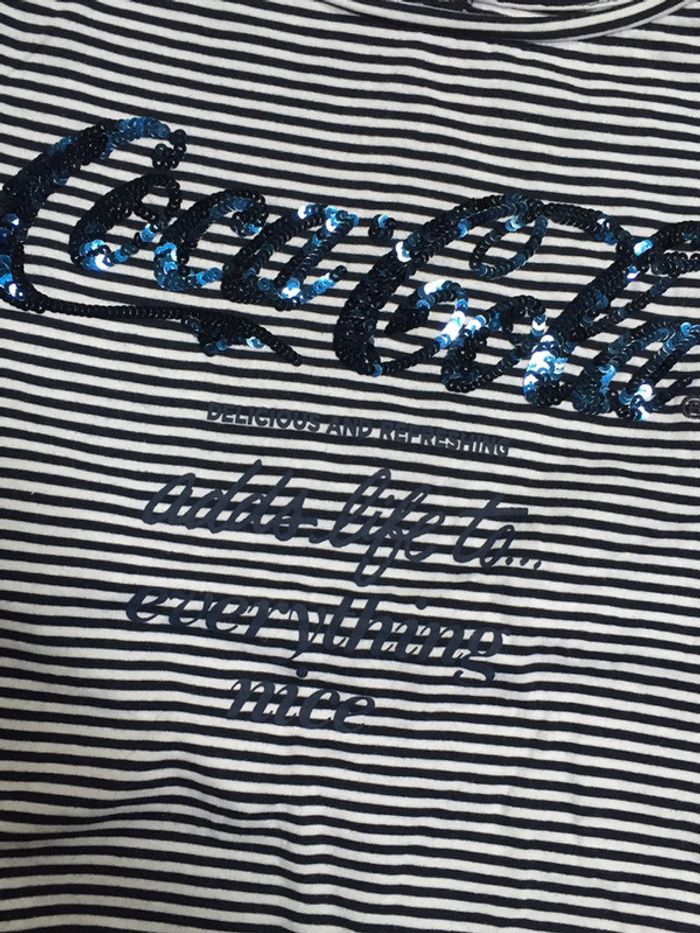 Coca-Cola
DELICIOUS AND REFRESHING
adds life to...
everything
nice